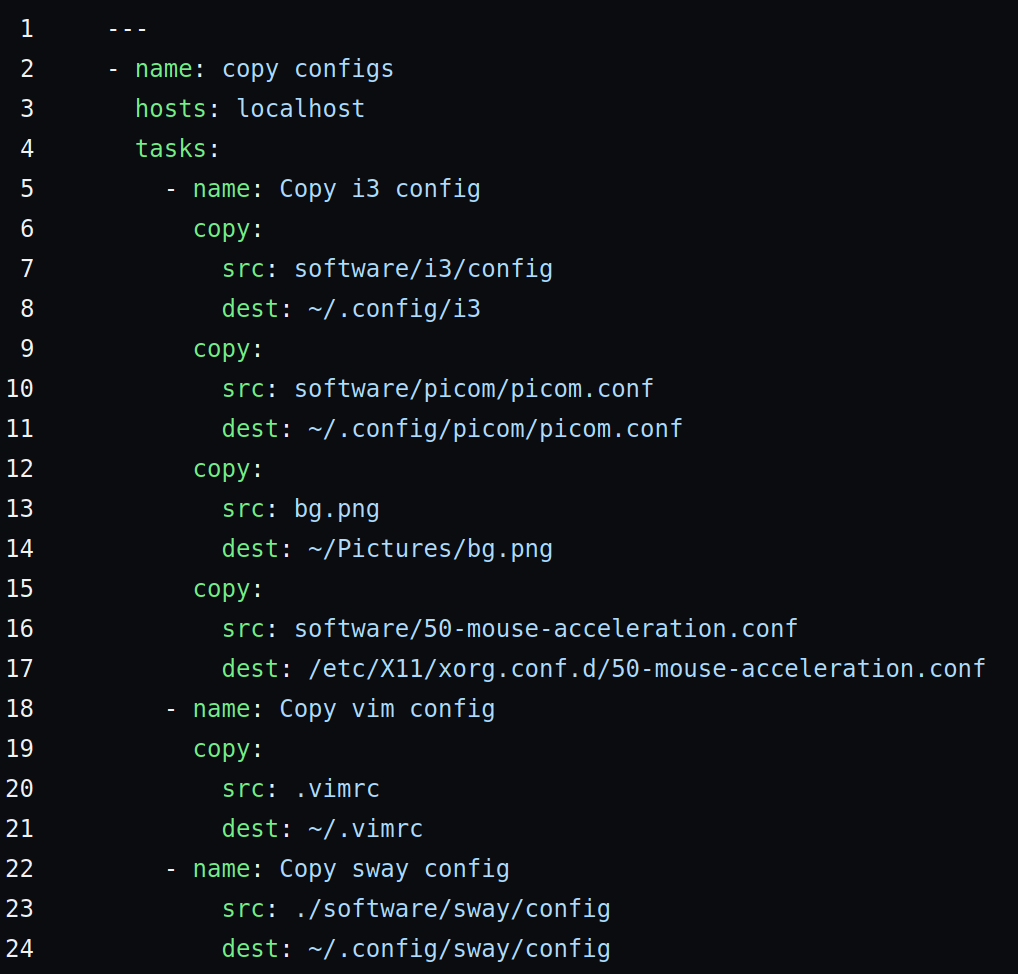 1 ---
2 - name: copy configs
3   hosts: localhost
4   tasks:
5     - name: Copy i3 config
6       copy:
7         src: software/i3/config
8         dest: ~/.config/i3
9       copy:
10         src: software/picom/picom.conf
11         dest: ~/.config/picom/picom.conf
12       copy:
13         src: bg.png
14         dest: ~/Pictures/bg.png
15       copy:
16         src: software/50-mouse-acceleration.conf
17         dest: /etc/X11/xorg.conf.d/50-mouse-acceleration.conf
18     - name: Copy vim config
19       copy:
20         src: .vimrc
21         dest: ~/.vimrc
22     - name: Copy sway config
23         src: ./software/sway/config
24         dest: ~/.config/sway/config